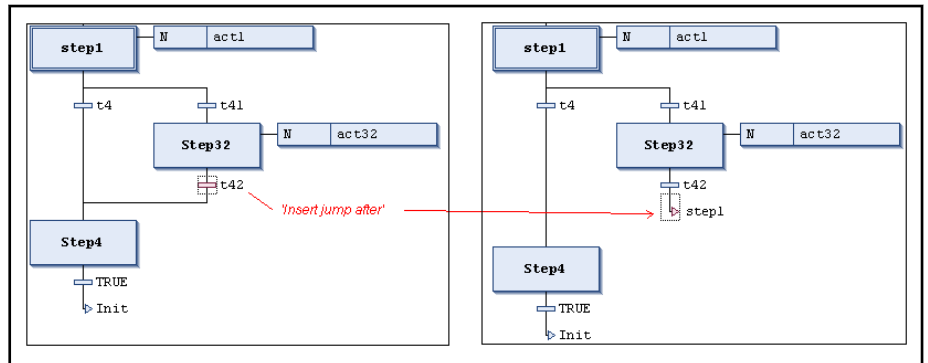 step1
N act1
t4
t41
Step32
N act32
t42
'Insert jump after'
Step4
TRUE
Init
step1
N act1
t4
t41
Step32
N act32
t42
step1
Step4
TRUE
Init